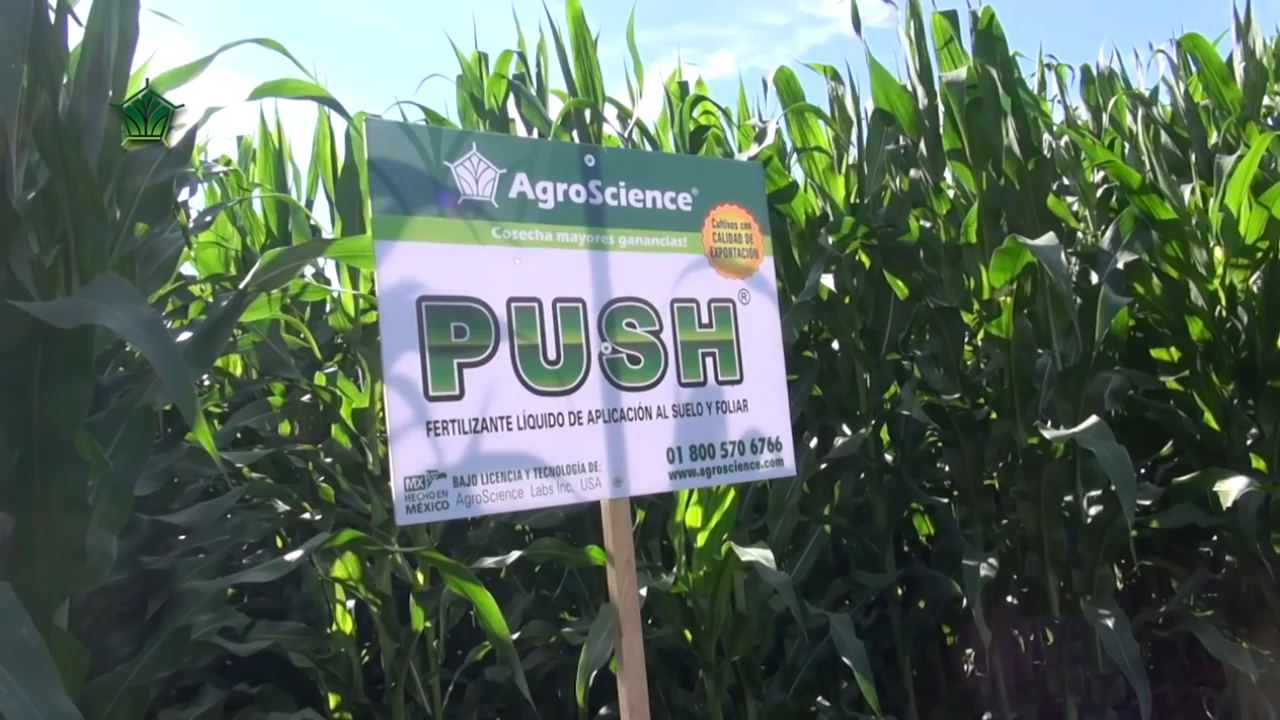 AgroScience®
Cosecha mayores ganancias!
Cultivos con
CALIDAD DE
EXPORTACIÓN
PUSH®
FERTILIZANTE LÍQUIDO DE APLICACIÓN AL SUELO Y FOLIAR
01 800 570 6766
www.agroscience.com
HECHO EN
MÉXICO
BAJO LICENCIA Y TECNOLOGÍA DE:
AgroScience Labs Inc. USA